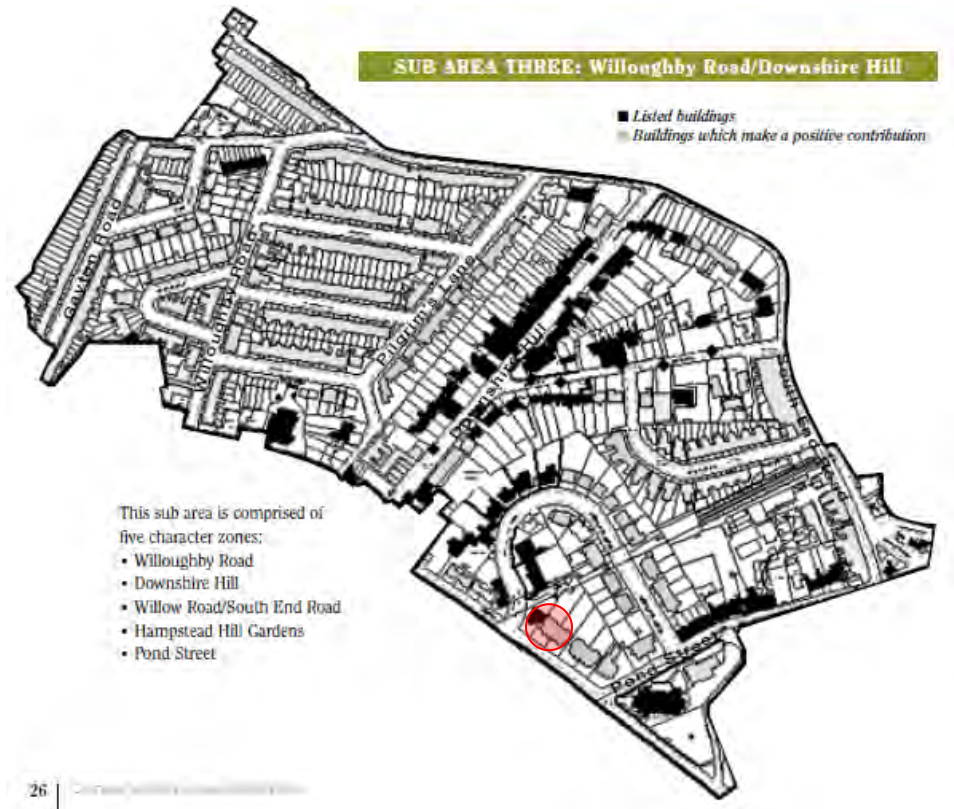 SUB AREA THREE: Willoughby Road/Downshire Hill
■ Listed buildings
Buildings which make a positive contribution
Gayton Road
Willoughby Road
Pilgrims Lane
Downshire Hill
Pond Street
This sub area is comprised of
five character zones:
• Willoughby Road
• Downshire Hill
• Willow Road/South End Road
• Hampstead Hill Gardens
• Pond Street
26